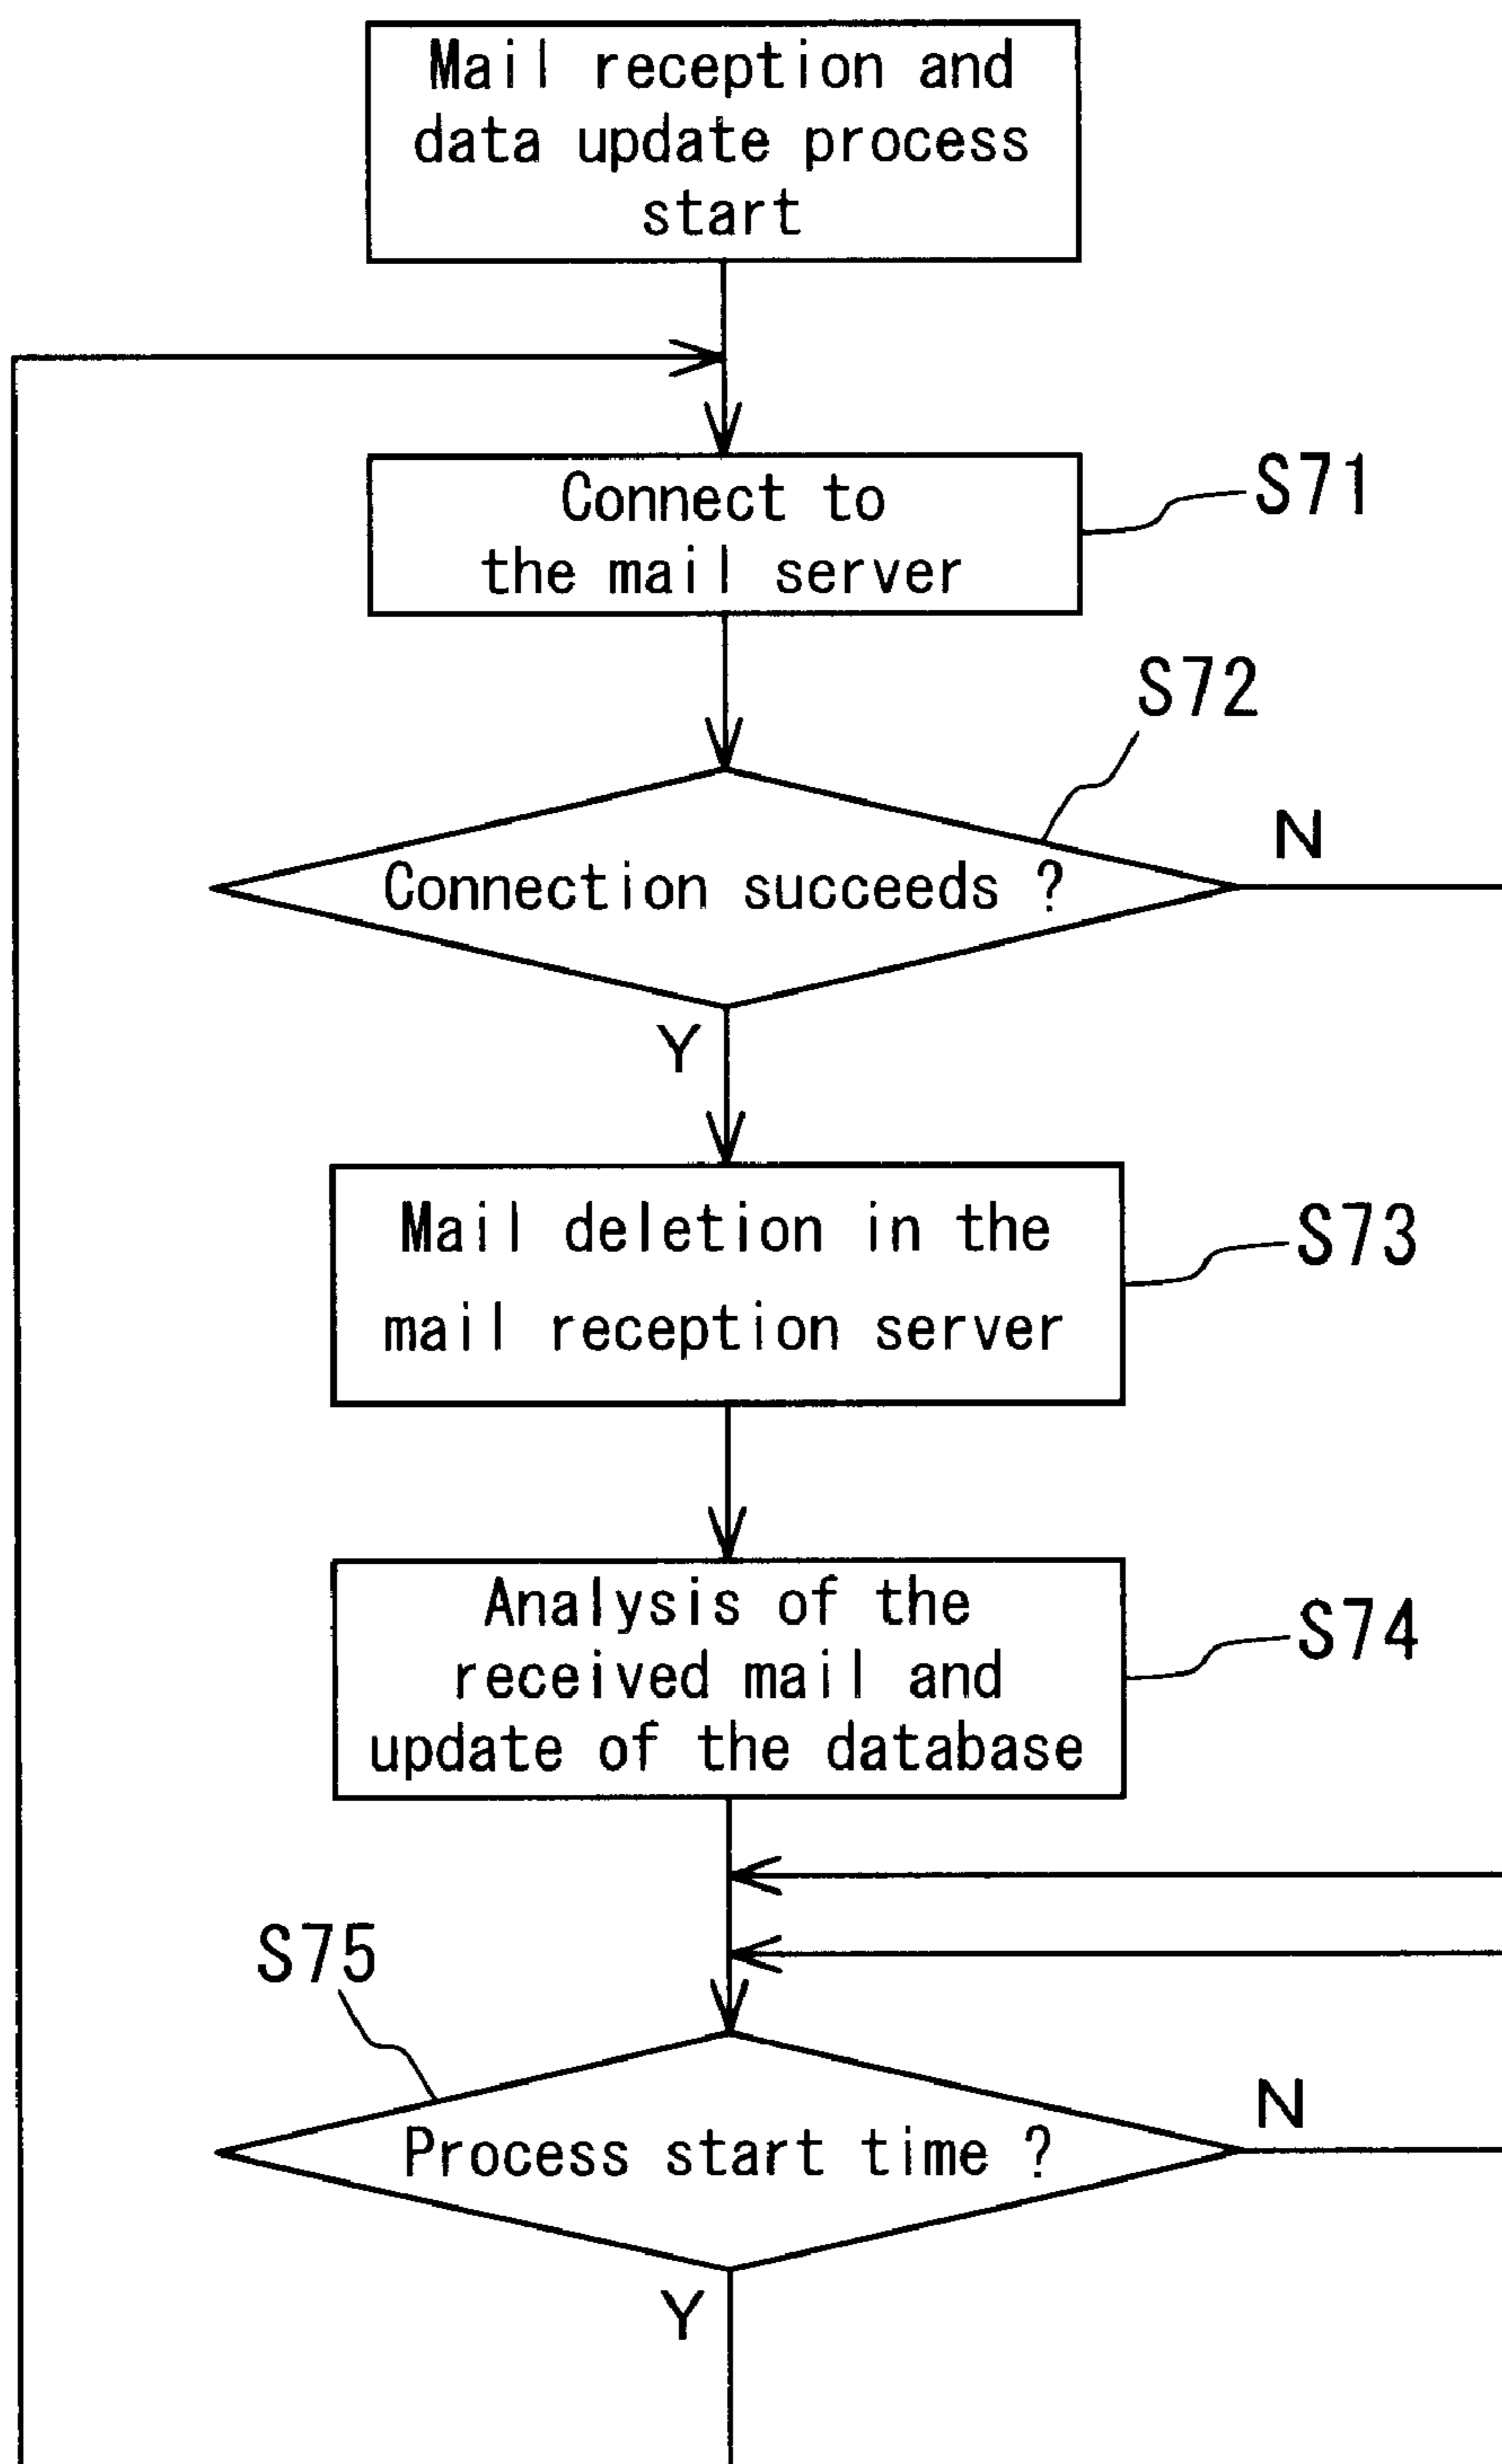 Mail reception and
data update process
start
Connect to
the mail server
S71
S72
Connection succeeds ?
N
Y
Mail deletion in the
mail reception server
S73
Analysis of the
received mail and
update of the database
S74
S75
Process start time ?
N
Y